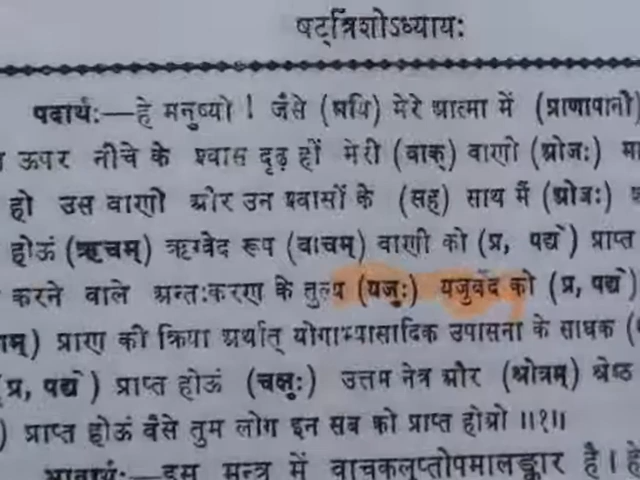 षट्त्रिंशोऽध्यायः
पदार्थः—हे मनुष्यो ! जैसे (मयि) मेरे आत्मा में (प्राणापानौ)
ऊपर नीचे के श्वास दृढ़ हों मेरी (वाक्) वाणी (ओजः)
हो उस वाणी और उन श्वासों के (सह) साथ मैं (ओजः)
होऊं (ऋचम्) ऋग्वेद रूप (वाचम्) वाणी को (प्र, पद्ये) प्राप्त
करने वाले अन्तःकरण के तुल्य (यजुः) यजुर्वेद को (प्र, पद्ये)
प्राण की क्रिया अर्थात् योगाभ्यासादिक उपासना के साधक
प्र, पद्ये) प्राप्त होऊं (चक्षुः) उत्तम नेत्र और (श्रोत्रम्) श्रेष्ठ
) प्राप्त होऊं वैसे तुम लोग इन सब को प्राप्त होओ ॥१॥
भावार्थः—इस मन्त्र में वाचकलुप्तोपमालङ्कार है । हे